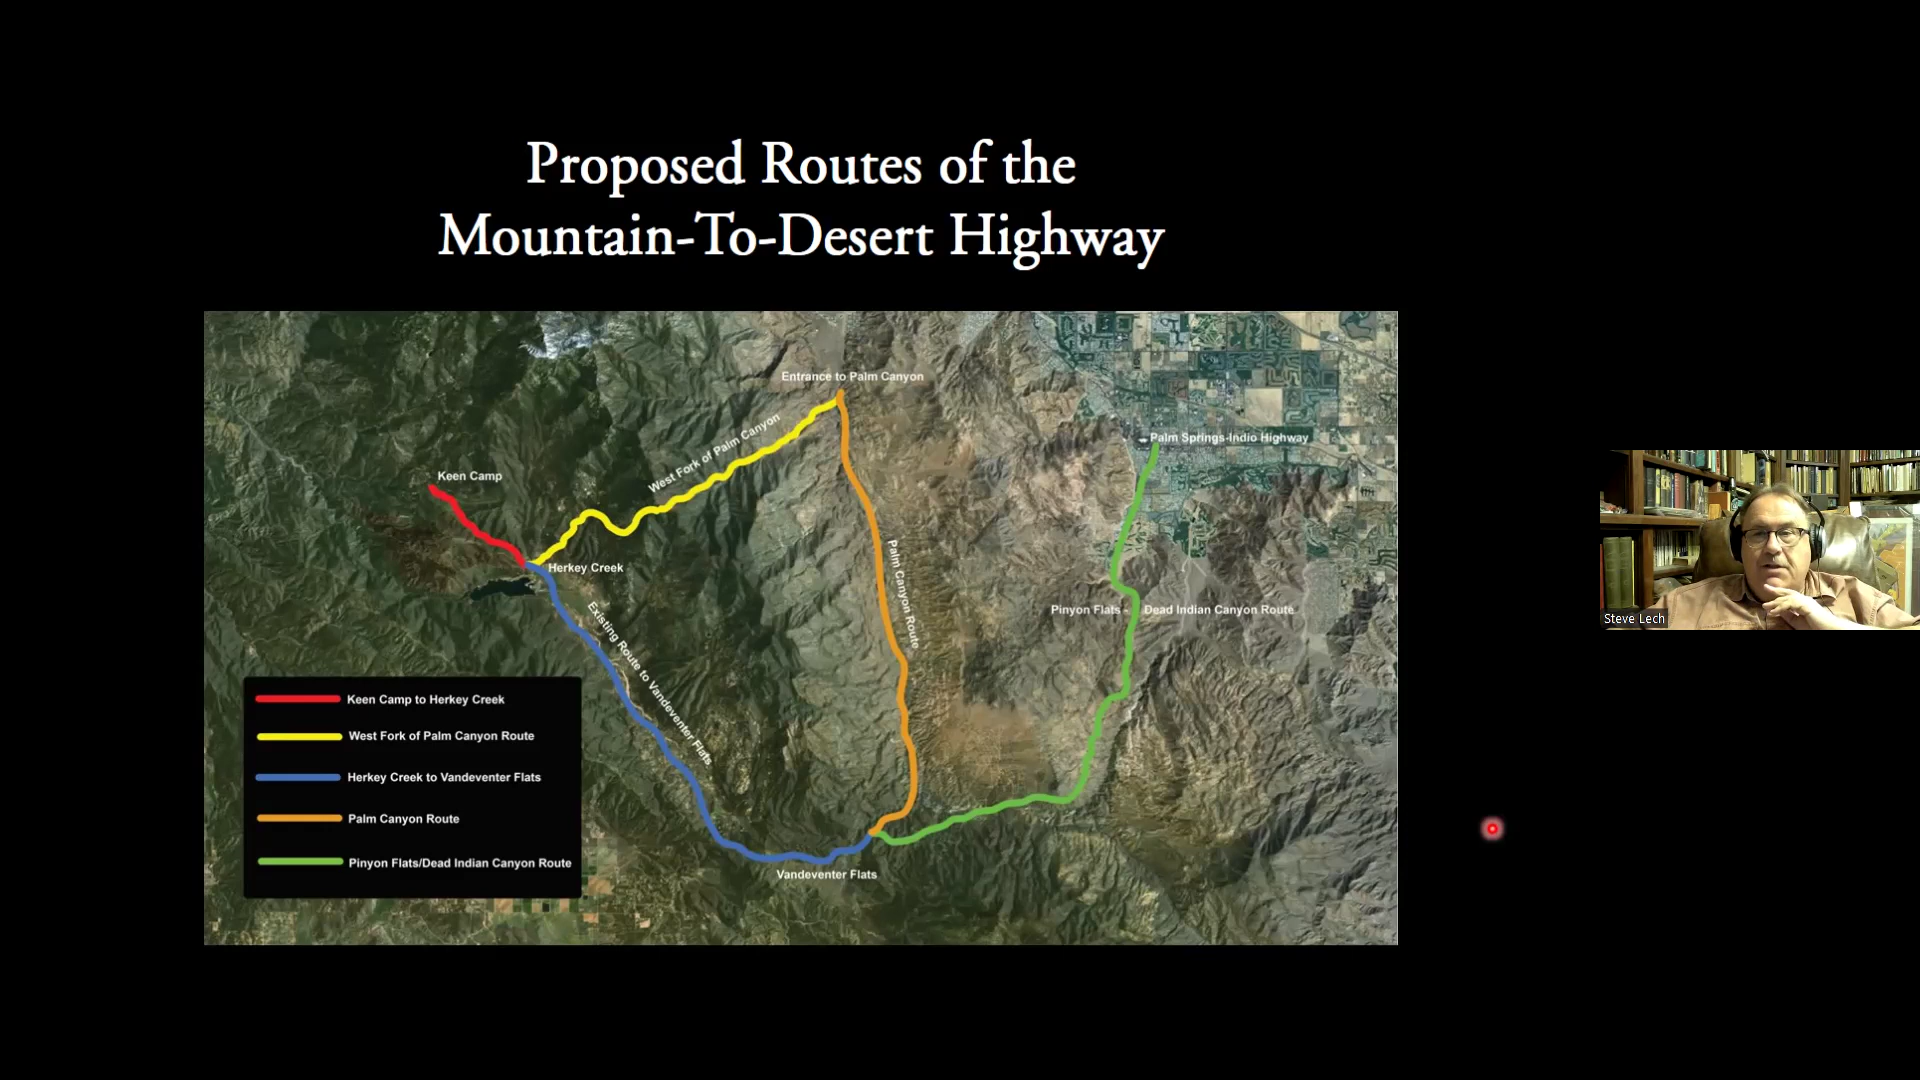 Proposed Routes of the
Mountain-To-Desert Highway
Entrance to Palm Canyon
West Fork of Palm Canyon
Palm Springs-Indio Highway
Keen Camp
Herkey Creek
Palm Canyon Route
Existing Route to Vandeventer Flats
Pinyon Flats - Dead Indian Canyon Route
Keen Camp to Herkey Creek
West Fork of Palm Canyon Route
Herkey Creek to Vandeventer Flats
Palm Canyon Route
Pinyon Flats/Dead Indian Canyon Route
Vandeventer Flats
Steve Lech